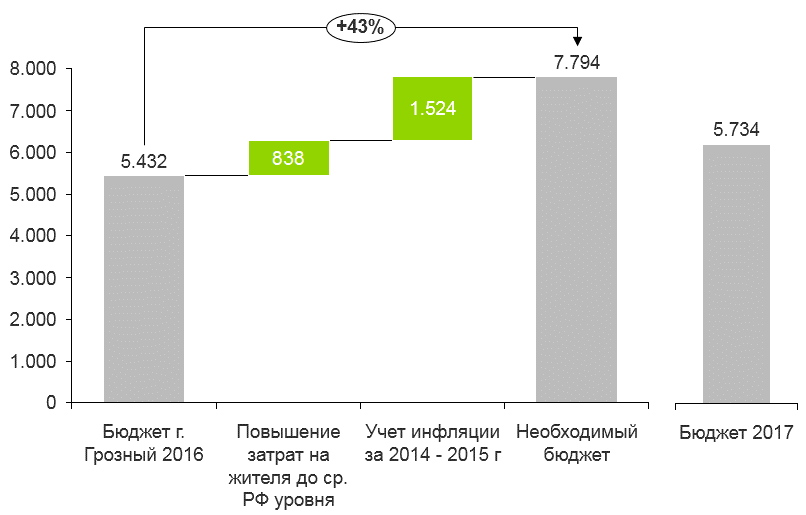 +43%
8.000
7.000
6.000
5.000
4.000
3.000
2.000
1.000
0
5.432
838
1.524
7.794
5.734
Бюджет г.
Грозный 2016
Повышение
затрат на
жителя до ср.
РФ уровня
Учет инфляции
за 2014 - 2015 г
Необходимый
бюджет
Бюджет 2017